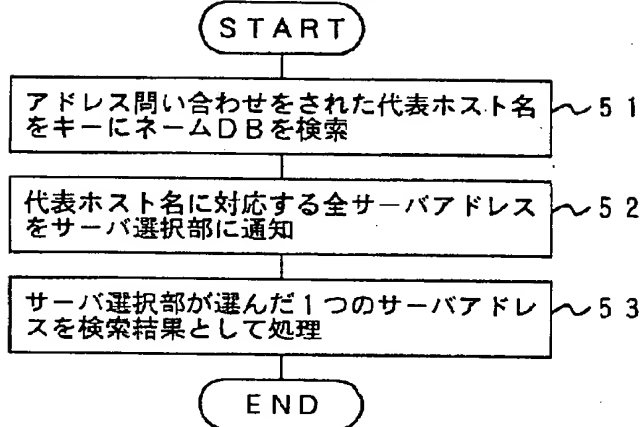 START
アドレス問い合わせをされた代表ホスト名
をキーにネームDBを検索
51
代表ホスト名に対応する全サーバアドレス
をサーバ選択部に通知
52
サーバ選択部が選んだ1つのサーバアドレ
スを検索結果として処理
53
END